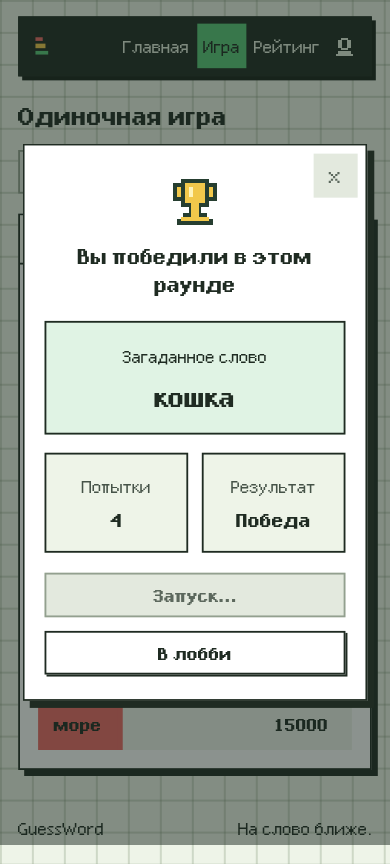 Главная Игра Рейтинг
Одиночная игра
×
Вы победили в этом
раунде
Загаданное слово
кошка
Попытки
4
Результат
Победа
Запуск...
В лобби
море 15000
GuessWord На слово ближе.